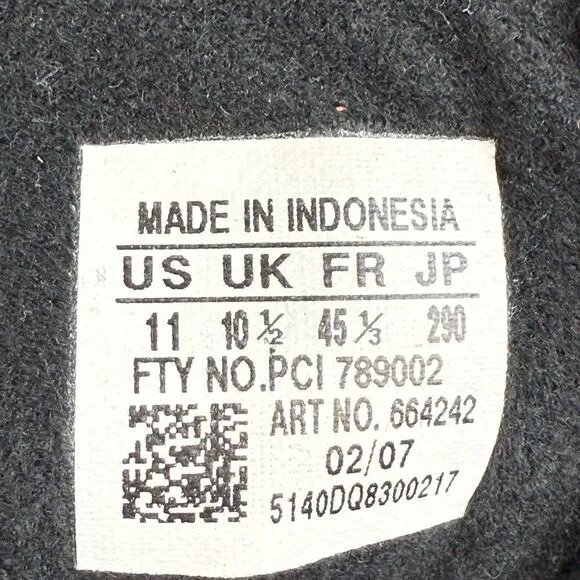 MADE IN INDONESIA
US UK FR JP
11 10 ½ 45 ⅓ 290
FTY NO.PCI 789002
ART NO. 664242
02/07
5140DQ8300217